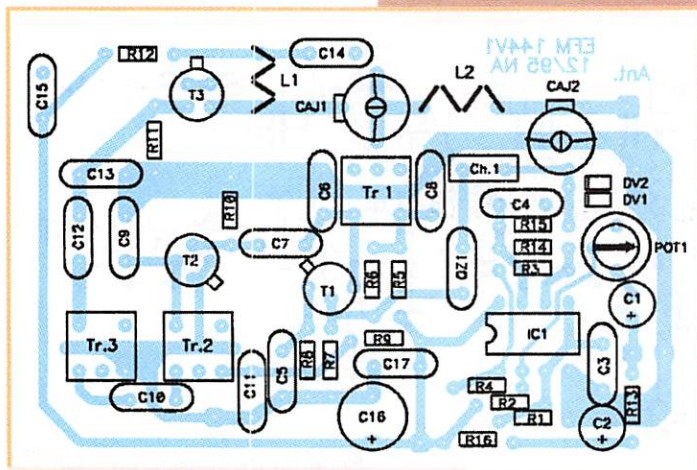 R12
C14
EFM 144V1
12/95 NA
Ant.
C15
T3
L1
L2
CAJ1
CAJ2
R11
C13
C6
Tr 1
C8
Ch.1
DV2
DV1
C12
C9
R10
C4
R15
R14
R3
POT1
C7
T2
T1
R6
R5
QZ1
C1
Tr.3
Tr.2
C11
C5
R8
R7
R9
C17
IC1
C3
C10
C16
+
R4
R2
R1
R16
C2
+
R13
+